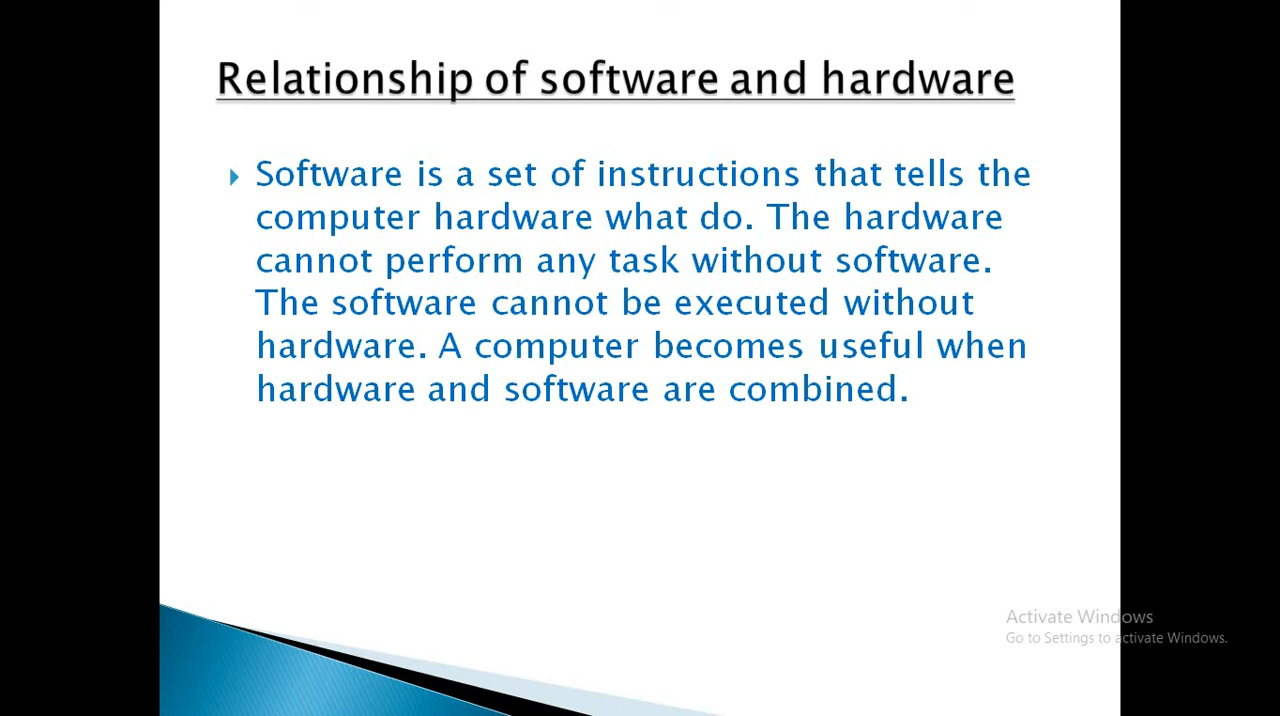 Relationship of software and hardware
Software is a set of instructions that tells the
computer hardware what do. The hardware
cannot perform any task without software.
The software cannot be executed without
hardware. A computer becomes useful when
hardware and software are combined.
Activate Windows
Go to Settings to activate Windows.